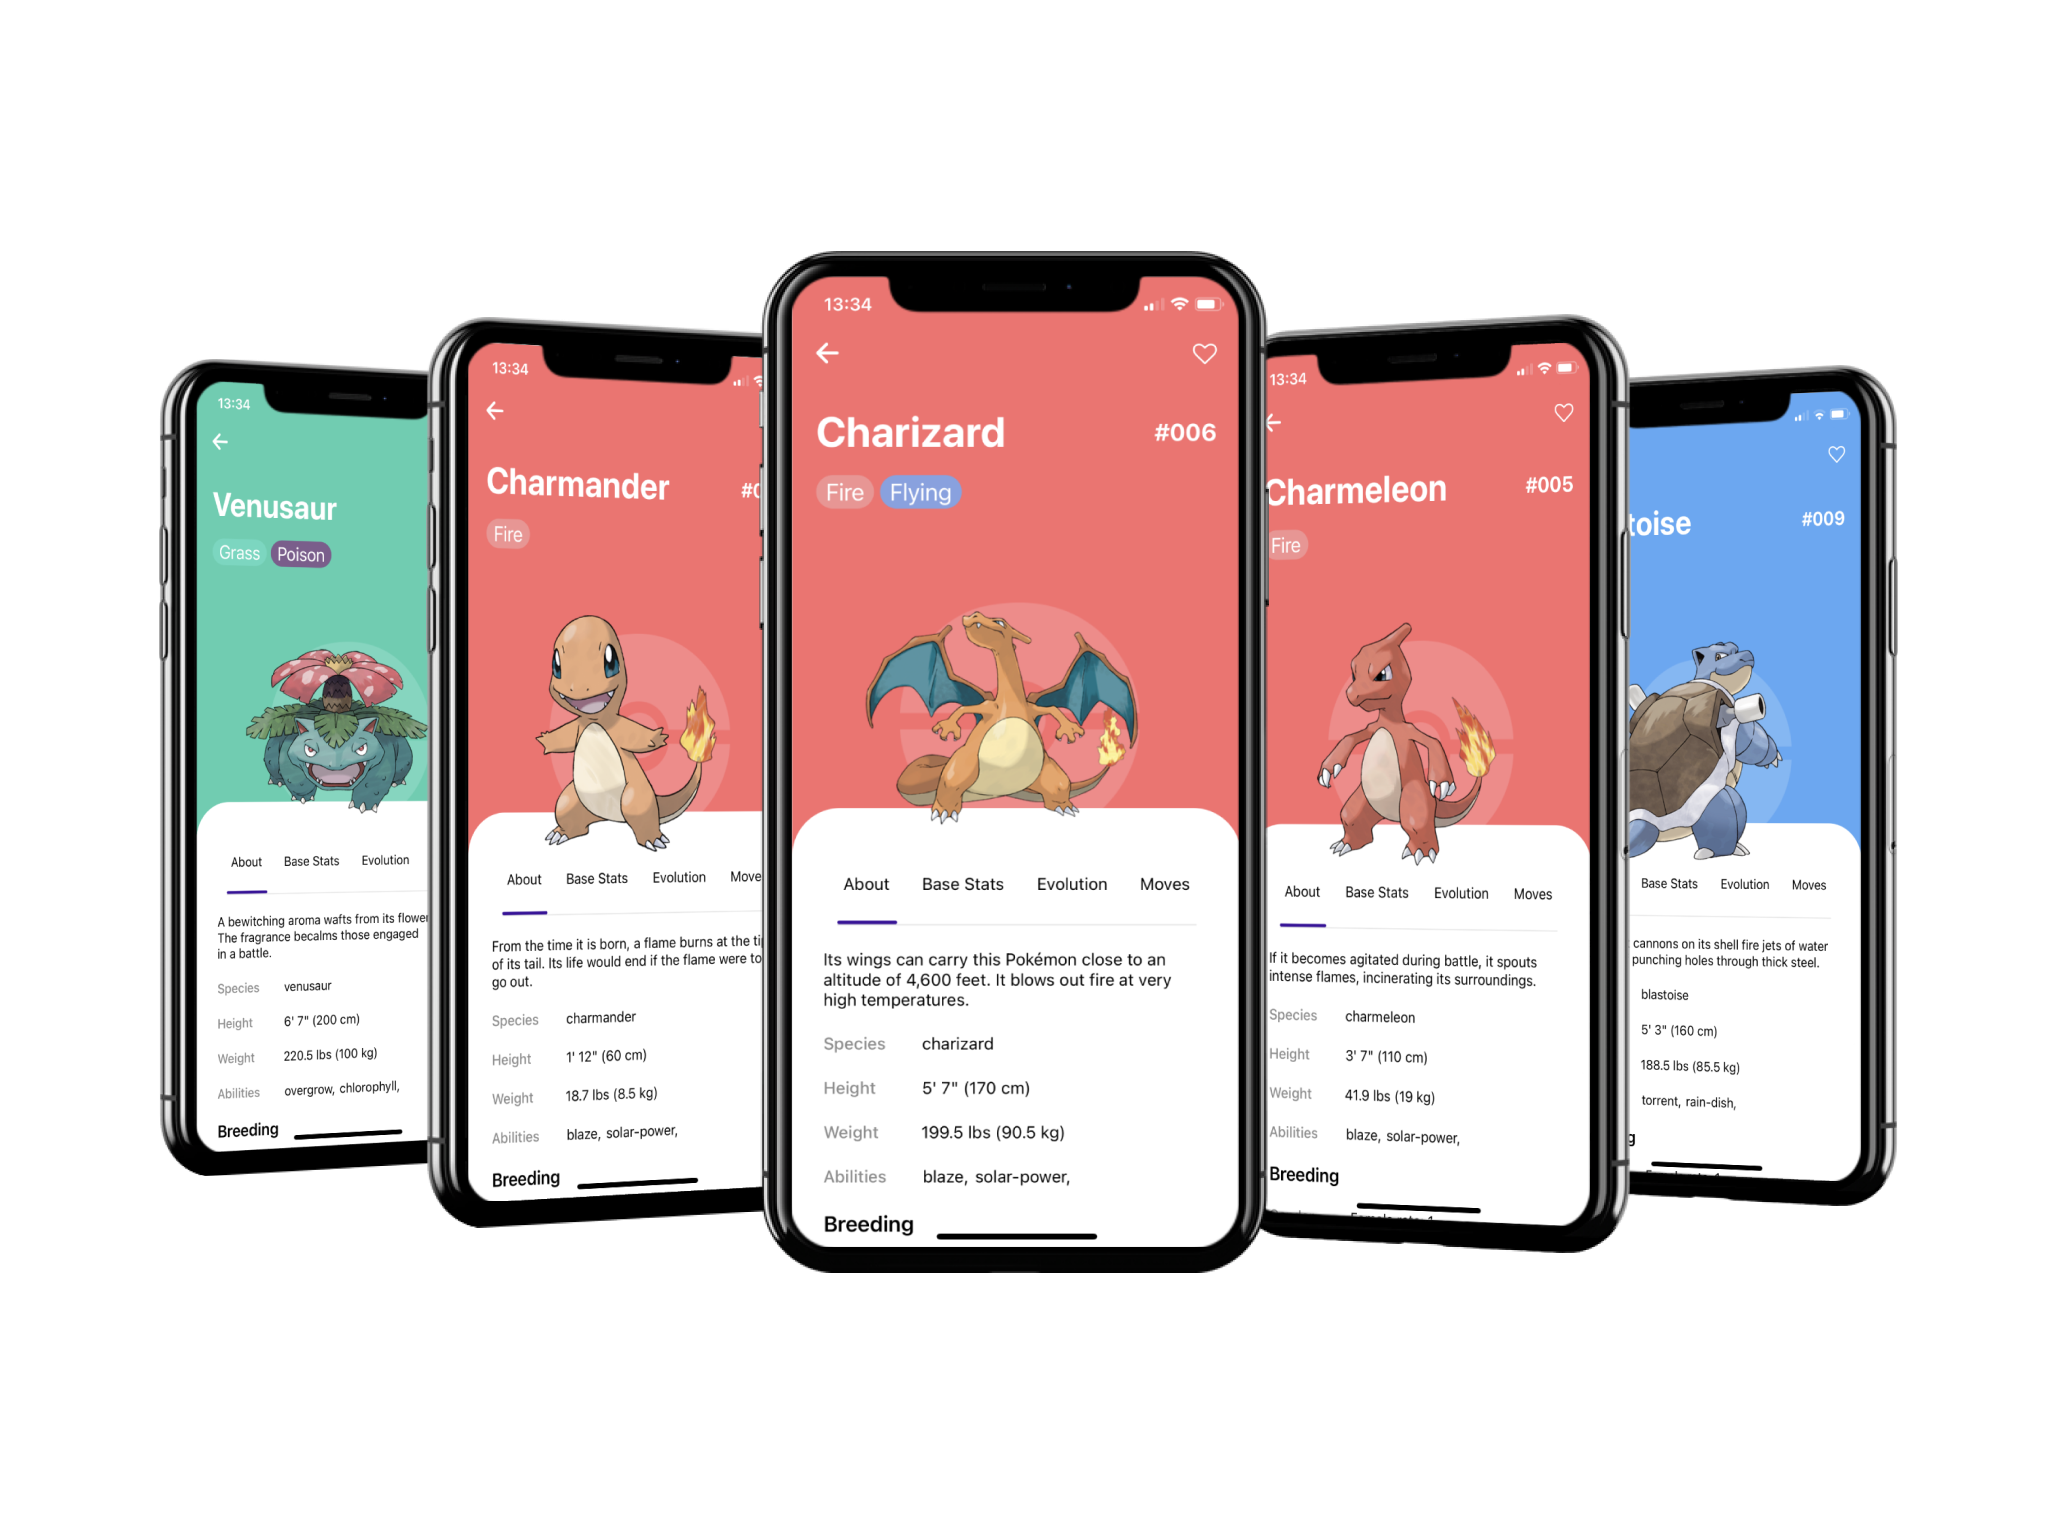 13:34
Venusaur
Grass Poison
About Base Stats Evolution
A bewitching aroma wafts from its flower
The fragrance becalms those engaged
in a battle.
Species venusaur
Height 6' 7" (200 cm)
Weight 220.5 lbs (100 kg)
Abilities overgrow, chlorophyll,
Breeding
13:34
Charmander
Fire
About Base Stats Evolution Move
From the time it is born, a flame burns at the ti
of its tail. Its life would end if the flame were to
go out.
Species charmander
Height 1' 12" (60 cm)
Weight 18.7 lbs (8.5 kg)
Abilities blaze, solar-power,
Breeding
13:34
Charizard #006
Fire Flying
About Base Stats Evolution Moves
Its wings can carry this Pokémon close to an
altitude of 4,600 feet. It blows out fire at very
high temperatures.
Species charizard
Height 5' 7" (170 cm)
Weight 199.5 lbs (90.5 kg)
Abilities blaze, solar-power,
Breeding
13:34
Charmeleon #005
Fire
About Base Stats Evolution Moves
If it becomes agitated during battle, it spouts
intense flames, incinerating its surroundings.
Species charmeleon
Height 3' 7" (110 cm)
Weight 41.9 lbs (19 kg)
Abilities blaze, solar-power,
Breeding
toise #009
Base Stats Evolution Moves
cannons on its shell fire jets of water
punching holes through thick steel.
blastoise
5' 3" (160 cm)
188.5 lbs (85.5 kg)
torrent, rain-dish,
g